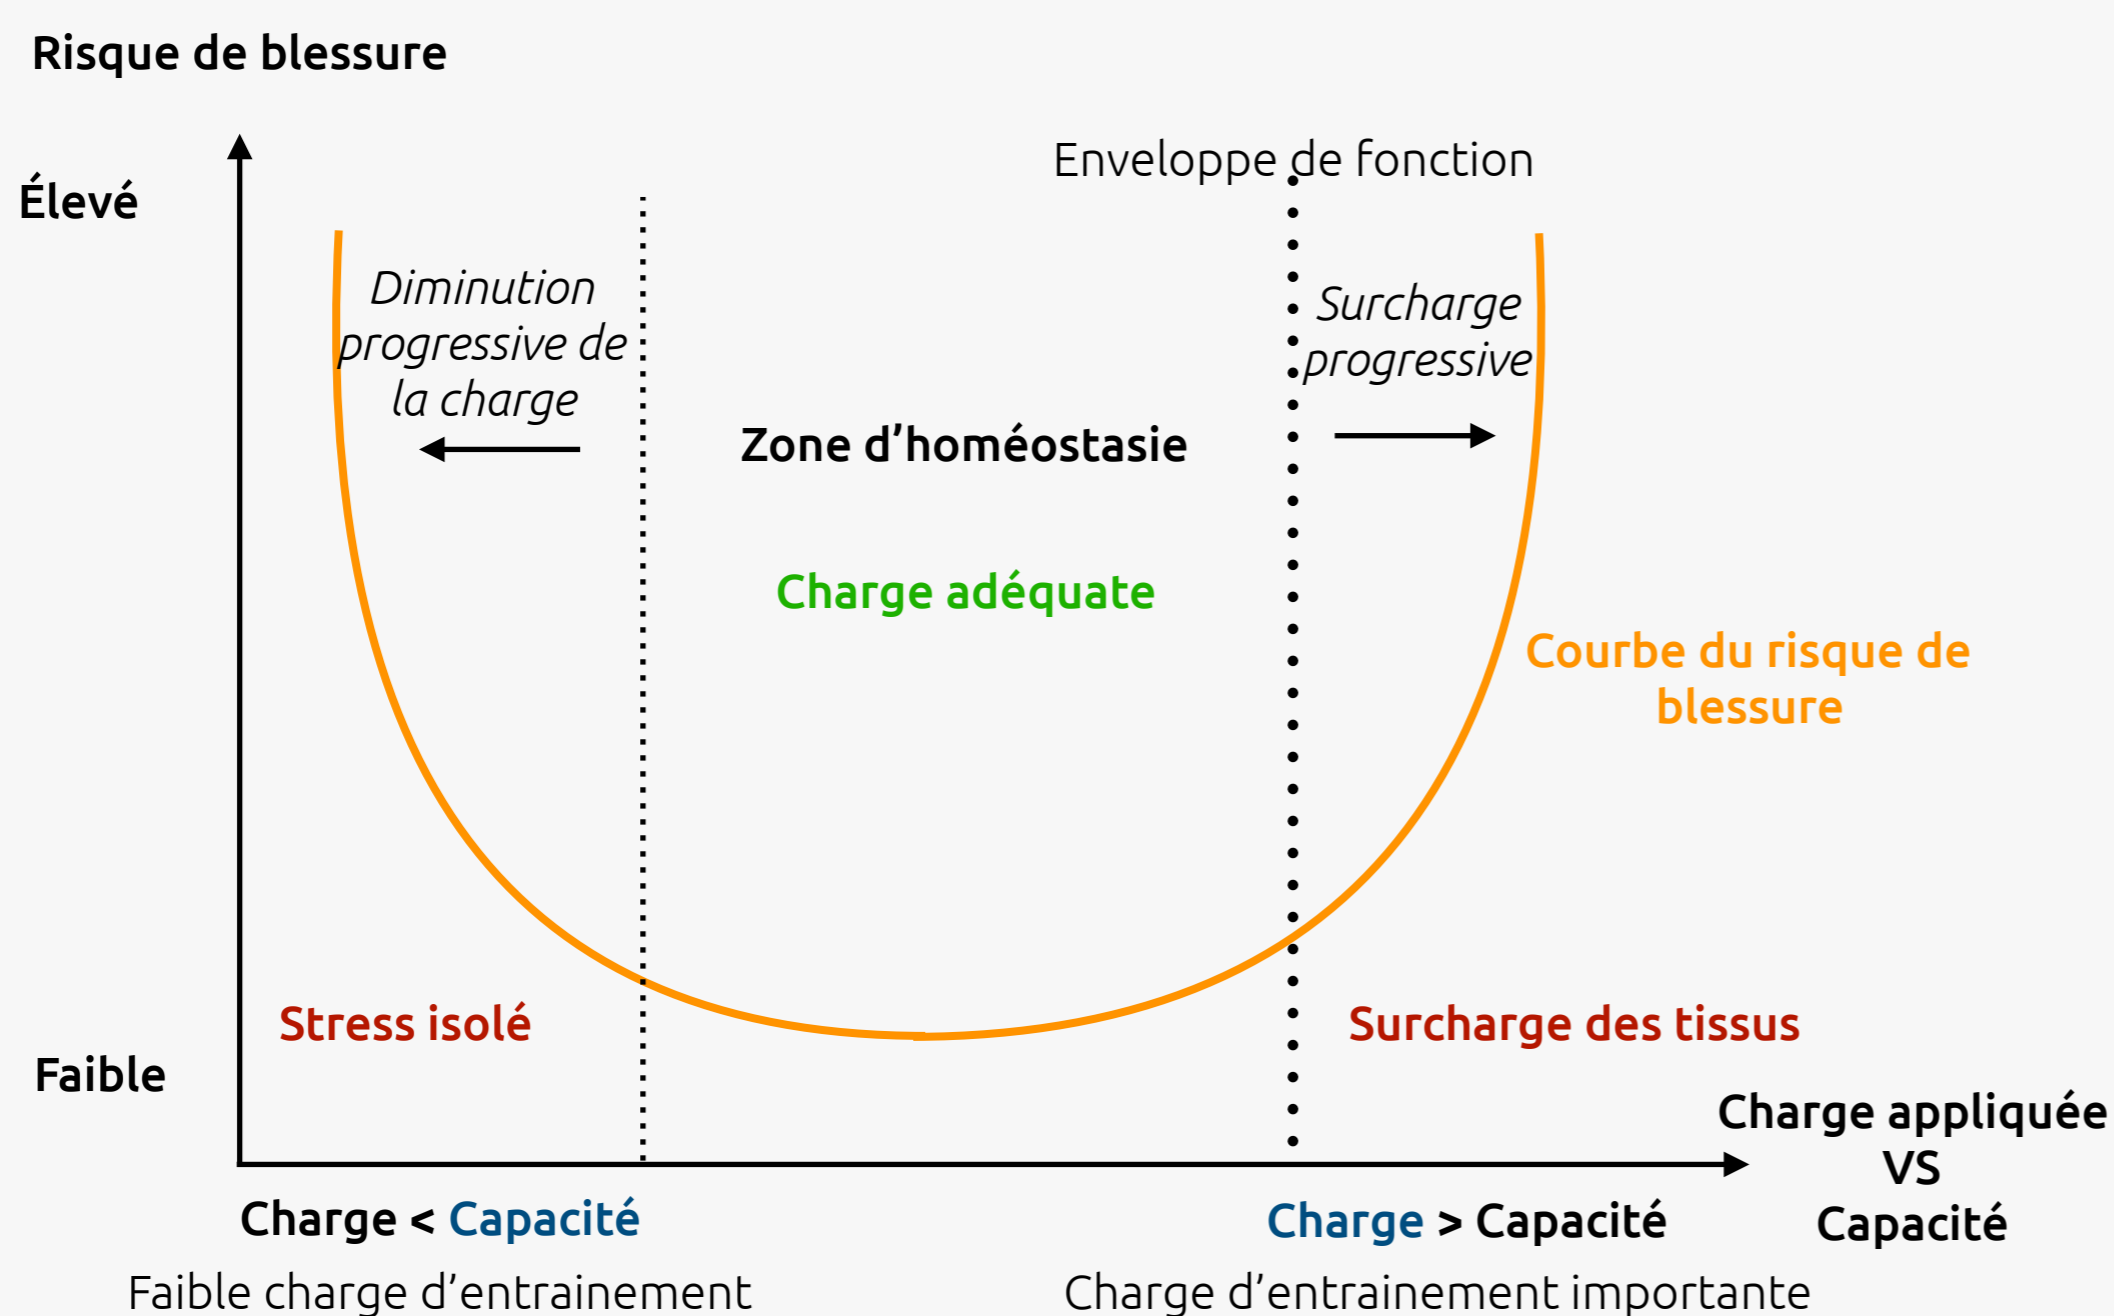 Risque de blessure
Enveloppe de fonction
Élevé
Diminution
progressive de
la charge
Surcharge
progressive
Zone d’homéostasie
Charge adéquate
Courbe du risque de
blessure
Stress isolé
Surcharge des tissus
Faible
Charge appliquée
VS
Capacité
Charge < Capacité
Charge > Capacité
Faible charge d’entrainement
Charge d’entrainement importante